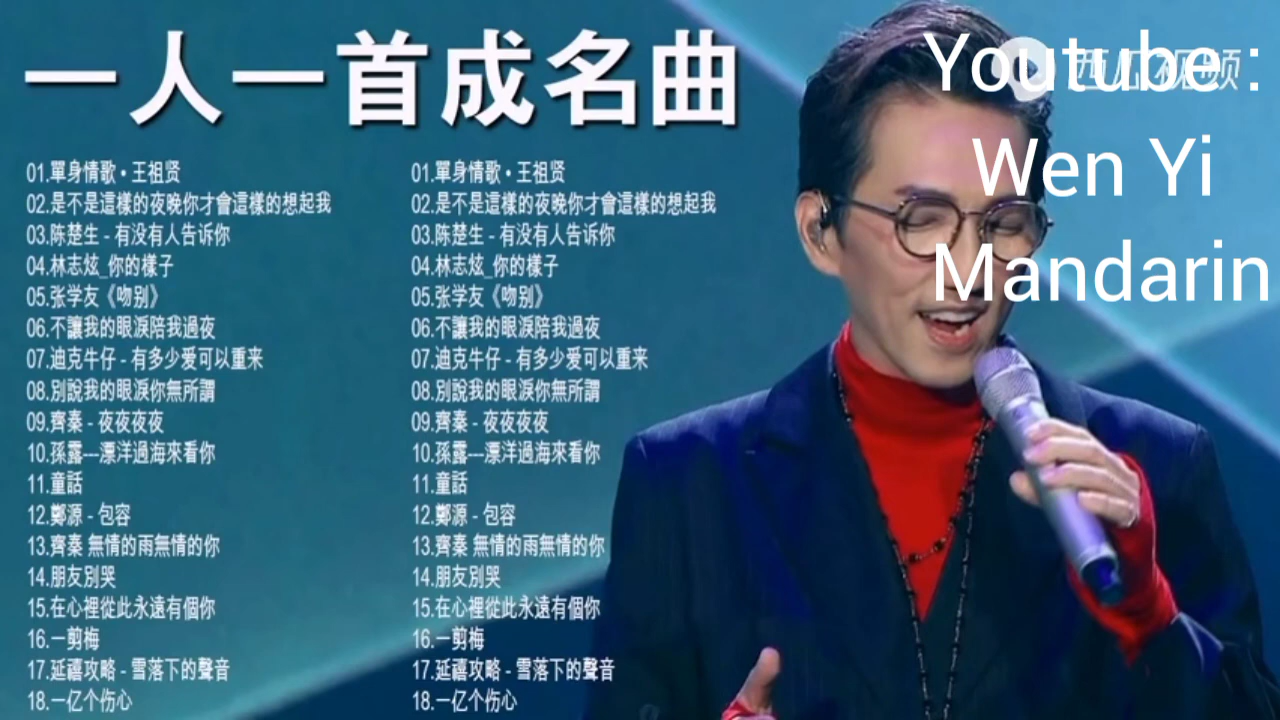 一人一首成名曲
01.單身情歌 • 王祖贤
02.是不是這樣的夜晚你才會這樣的想起我
03.陈楚生 - 有没有人告诉你
04.林志炫_你的樣子
05.张学友《吻别》
06.不讓我的眼淚陪我過夜
07.迪克牛仔 - 有多少爱可以重来
08.別說我的眼淚你無所謂
09.齊秦 - 夜夜夜夜
10.孫露---漂洋過海來看你
11.童話
12.鄭源 - 包容
13.齊秦 無情的雨無情的你
14.朋友別哭
15.在心裡從此永遠有個你
16.一剪梅
17.延禧攻略 - 雪落下的聲音
18.一亿个伤心
01.單身情歌 • 王祖贤
02.是不是這樣的夜晚你才會這樣的想起我
03.陈楚生 - 有没有人告诉你
04.林志炫_你的樣子
05.张学友《吻别》
06.不讓我的眼淚陪我過夜
07.迪克牛仔 - 有多少爱可以重来
08.別說我的眼淚你無所謂
09.齊秦 - 夜夜夜夜
10.孫露---漂洋過海來看你
11.童話
12.鄭源 - 包容
13.齊秦 無情的雨無情的你
14.朋友別哭
15.在心裡從此永遠有個你
16.一剪梅
17.延禧攻略 - 雪落下的聲音
18.一亿个伤心
Youtube :
Wen Yi
Mandarin
西瓜视频